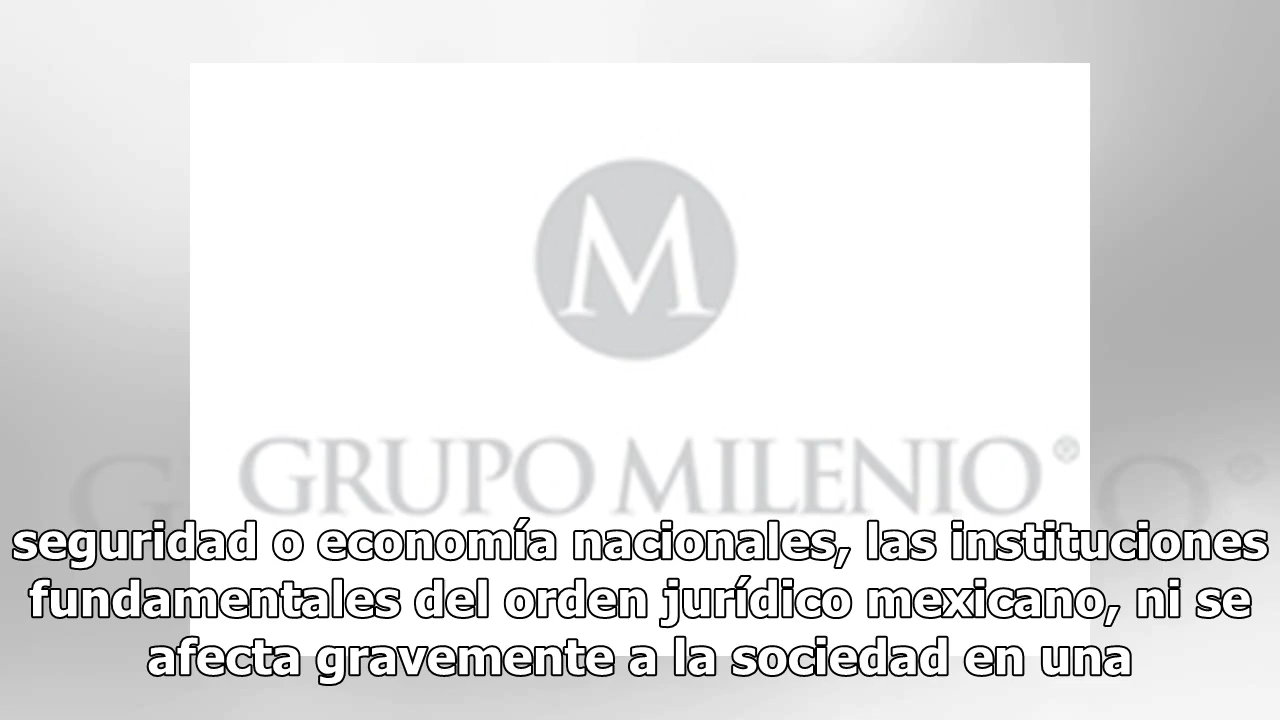 M
GRUPO MILENIO®
seguridad o economía nacionales, las instituciones
fundamentales del orden jurídico mexicano, ni se
afecta gravemente a la sociedad en una